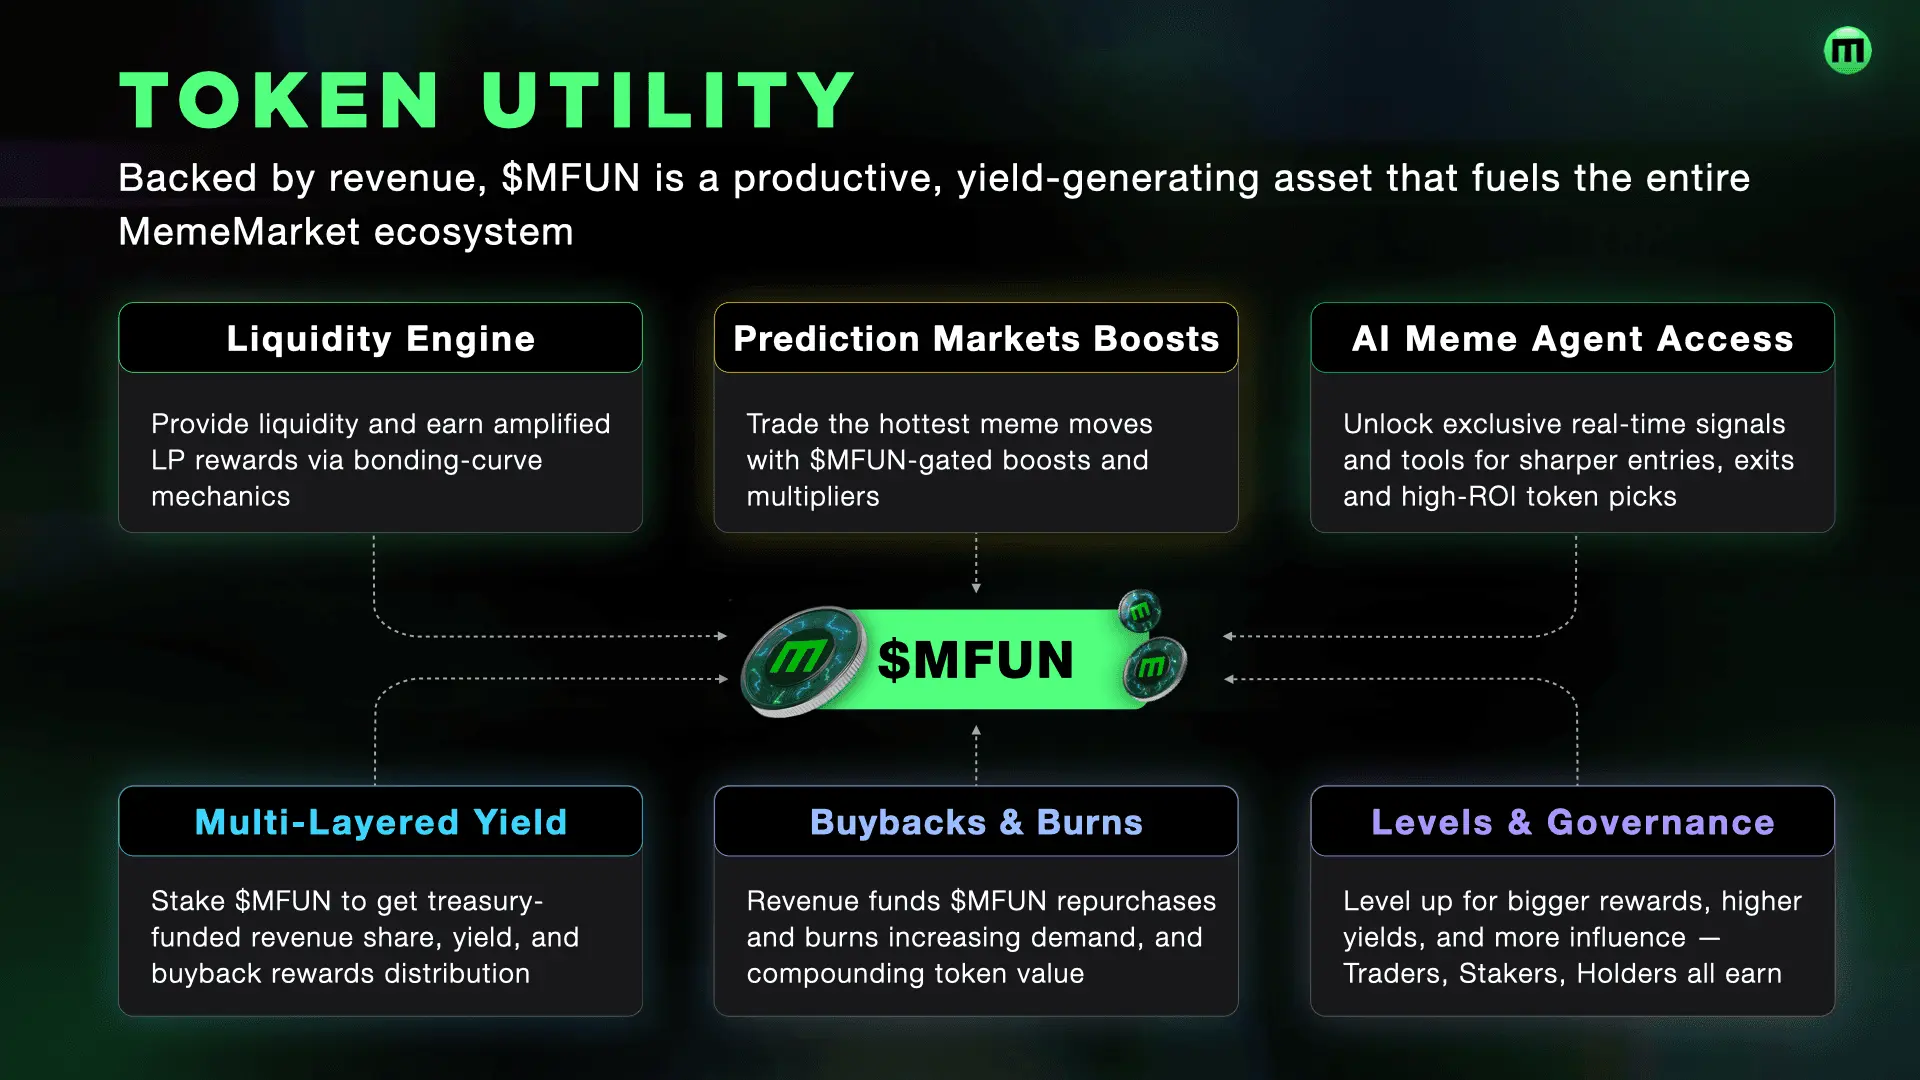 TOKEN UTILITY
Backed by revenue, $MFUN is a productive, yield-generating asset that fuels the entire
MemeMarket ecosystem
Liquidity Engine
Provide liquidity and earn amplified
LP rewards via bonding-curve
mechanics
Prediction Markets Boosts
Trade the hottest meme moves
with $MFUN-gated boosts and
multipliers
AI Meme Agent Access
Unlock exclusive real-time signals
and tools for sharper entries, exits
and high-ROI token picks
$MFUN
Multi-Layered Yield
Stake $MFUN to get treasury-
funded revenue share, yield, and
buyback rewards distribution
Buybacks & Burns
Revenue funds $MFUN repurchases
and burns increasing demand, and
compounding token value
Levels & Governance
Level up for bigger rewards, higher
yields, and more influence —
Traders, Stakers, Holders all earn